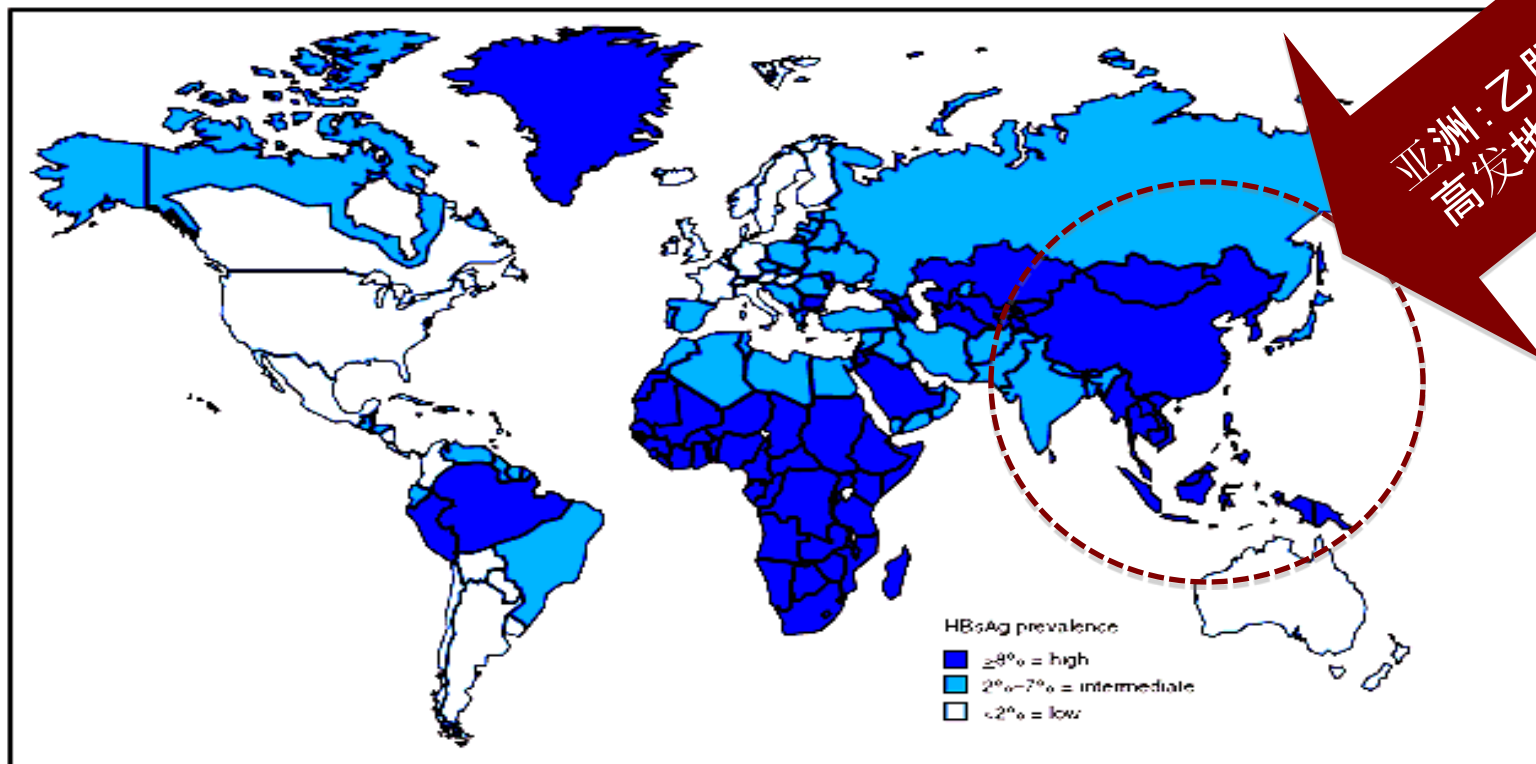 亚洲:乙
高发
HBsAg prevalence
≥8% = high
2%–7% = intermediate
<2% = low